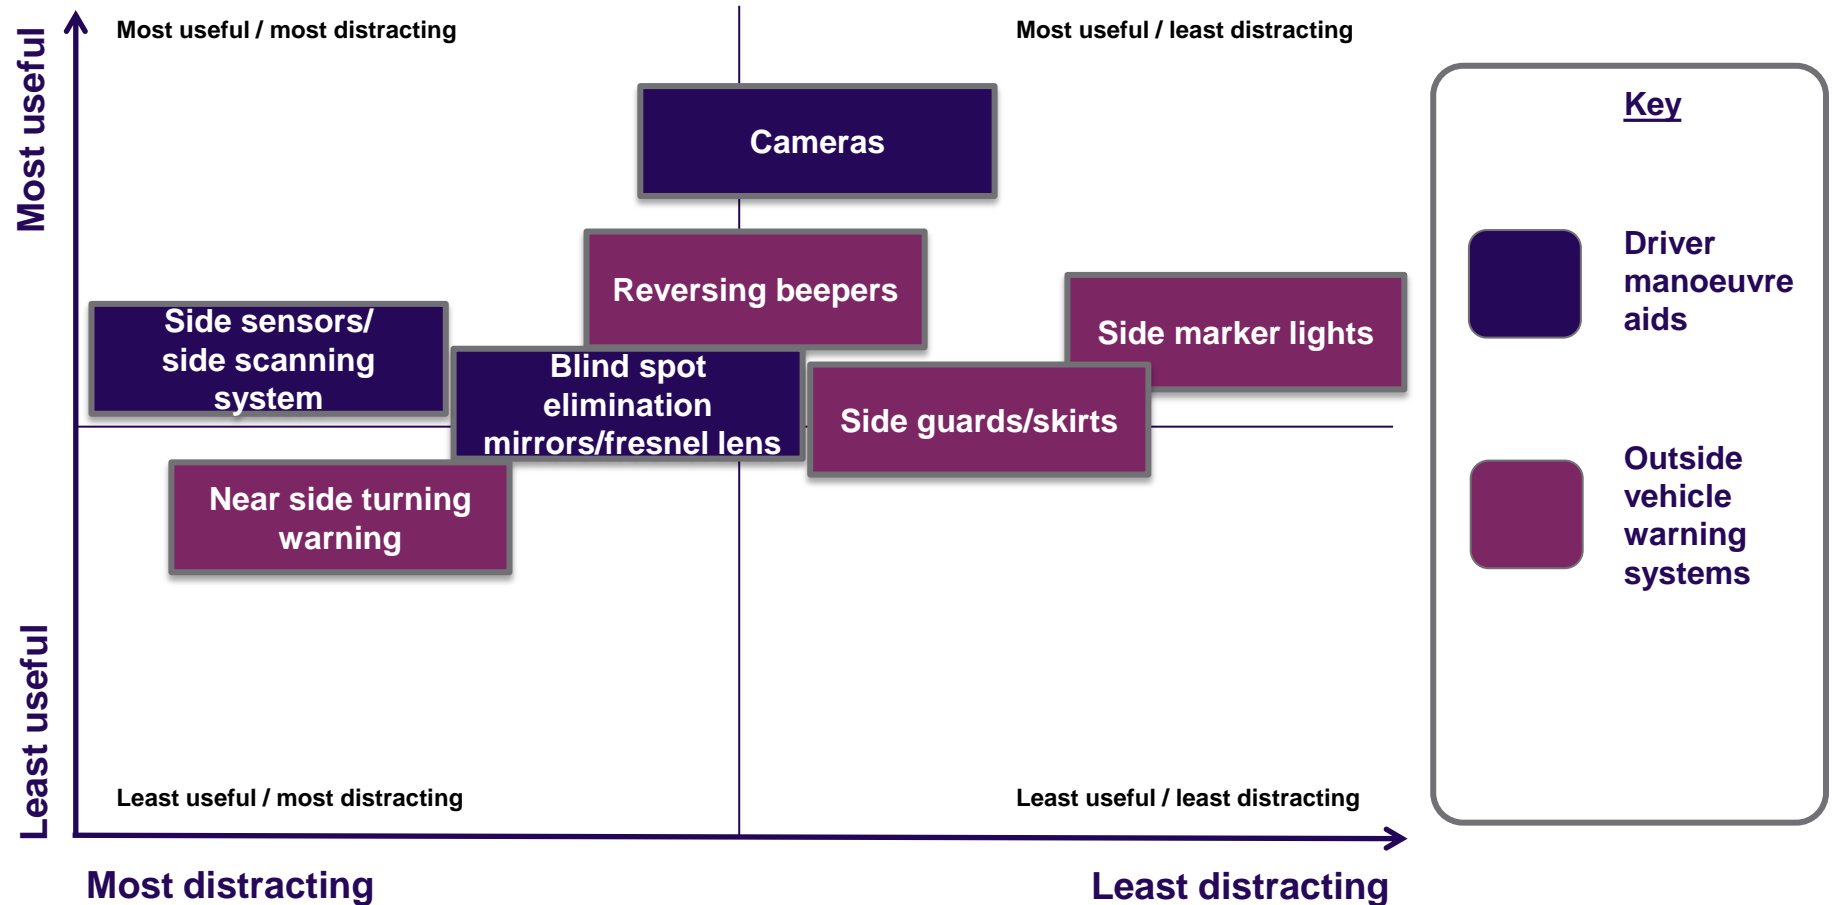 Most useful
Most useful / most distracting
Most useful / least distracting
Cameras
Reversing beepers
Side sensors/
side scanning
system
Blind spot
elimination
mirrors/fresnel lens
Side marker lights
Side guards/skirts
Near side turning
warning
Least useful
Least useful / most distracting
Least useful / least distracting
Most distracting
Least distracting
Key
Driver
manoeuvre
aids
Outside
vehicle
warning
systems